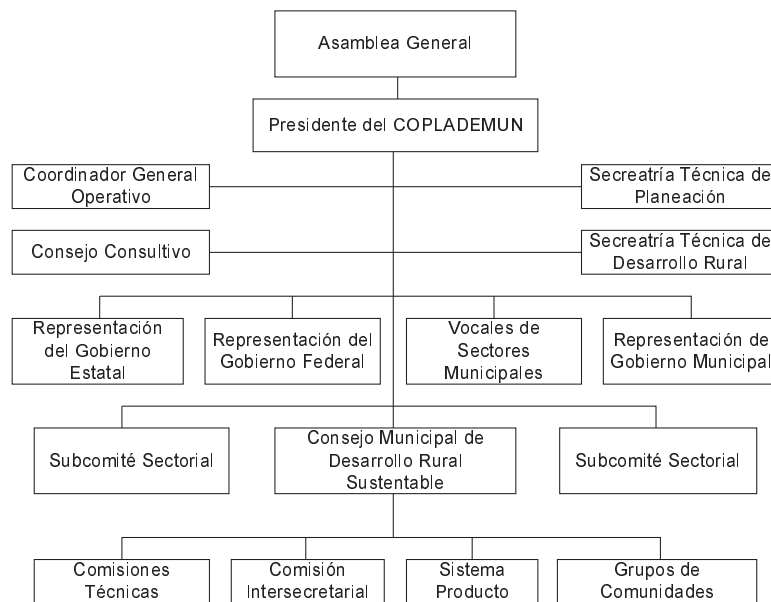 Asamblea General
Presidente del COPLADEMUN
Coordinador General
Operativo
Secreatría Técnica de
Planeación
Consejo Consultivo
Secreatría Técnica de
Desarrollo Rural
Representación
del Gobierno
Estatal
Representación del
Gobierno Federal
Vocales de
Sectores
Municipales
Representación de
Gobierno Municipal
Subcomité Sectorial
Consejo Municipal de
Desarrollo Rural
Sustentable
Subcomité Sectorial
Comisiones
Técnicas
Comisión
Intersecretarial
Sistema
Producto
Grupos de
Comunidades